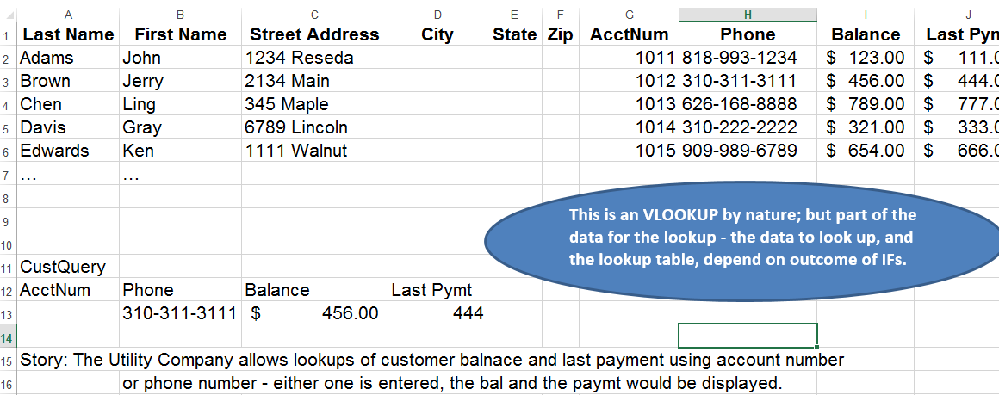 A B C D E F G H I J
1 Last Name First Name Street Address City State Zip AcctNum Phone Balance Last Pyn
2 Adams John 1234 Reseda 1011 818-993-1234 $ 123.00 $ 111.0
3 Brown Jerry 2134 Main 1012 310-311-3111 $ 456.00 $ 444.0
4 Chen Ling 345 Maple 1013 626-168-8888 $ 789.00 $ 777.0
5 Davis Gray 6789 Lincoln 1014 310-222-2222 $ 321.00 $ 333.0
6 Edwards Ken 1111 Walnut 1015 909-989-6789 $ 654.00 $ 666.0
7 ... ...
8
This is an VLOOKUP by nature; but part of the
9
data for the lookup - the data to look up, and
10
the lookup table, depend on outcome of IFs.
11 CustQuery
12 AcctNum Phone Balance Last Pymt
13 310-311-3111 $ 456.00 444
14
15 Story: The Utility Company allows lookups of customer balnace and last payment using account number
16 or phone number - either one is entered, the bal and the paymt would be displayed.